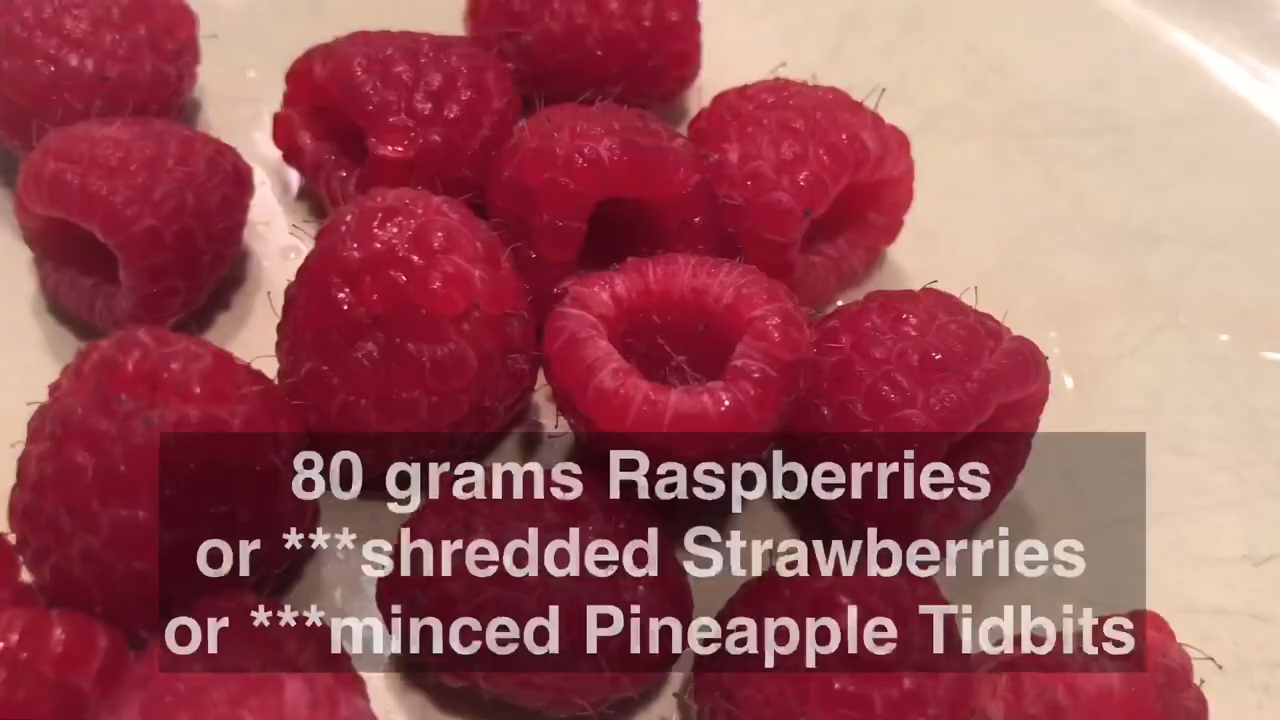 80 grams Raspberries
or ***shredded Strawberries
or ***minced Pineapple Tidbits